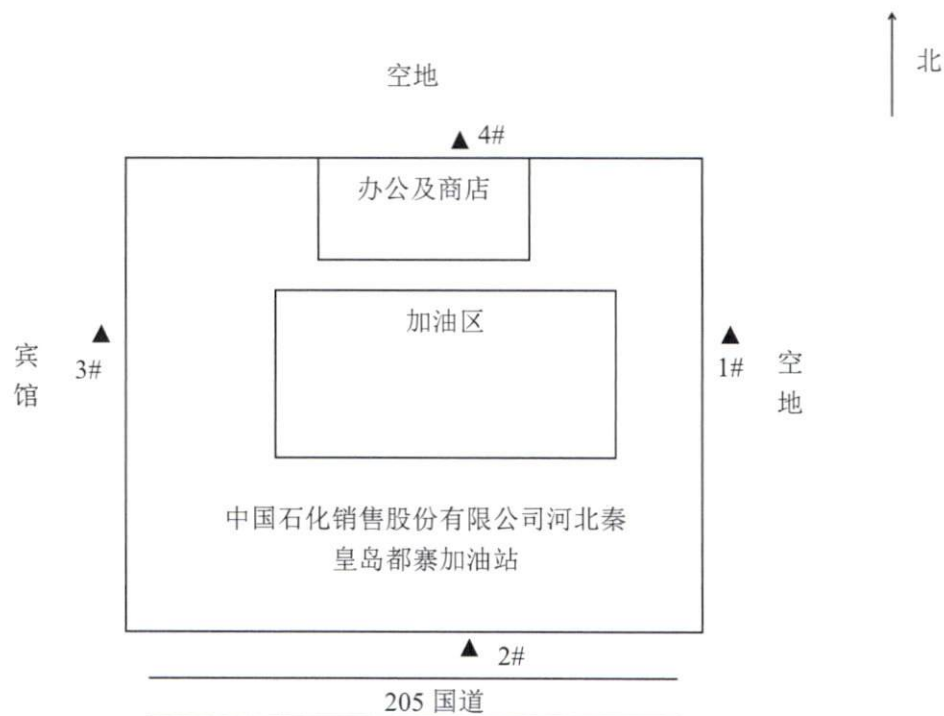 北
空地
4#
办公及商店
加油区
宾
馆
3#
1#
空
地
中国石化销售股份有限公司河北秦
皇岛都寨加油站
2#
205 国道